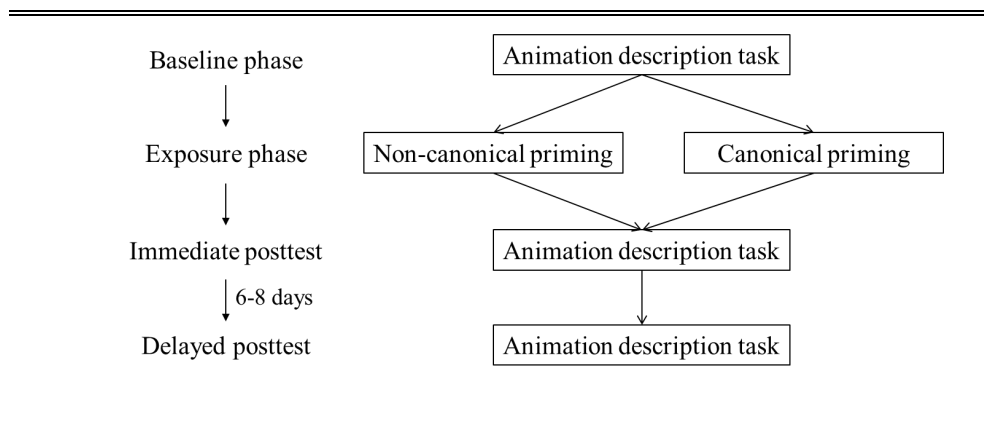 Baseline phase
Animation description task
Exposure phase
Non-canonical priming
Canonical priming
Immediate posttest
Animation description task
6-8 days
Delayed posttest
Animation description task